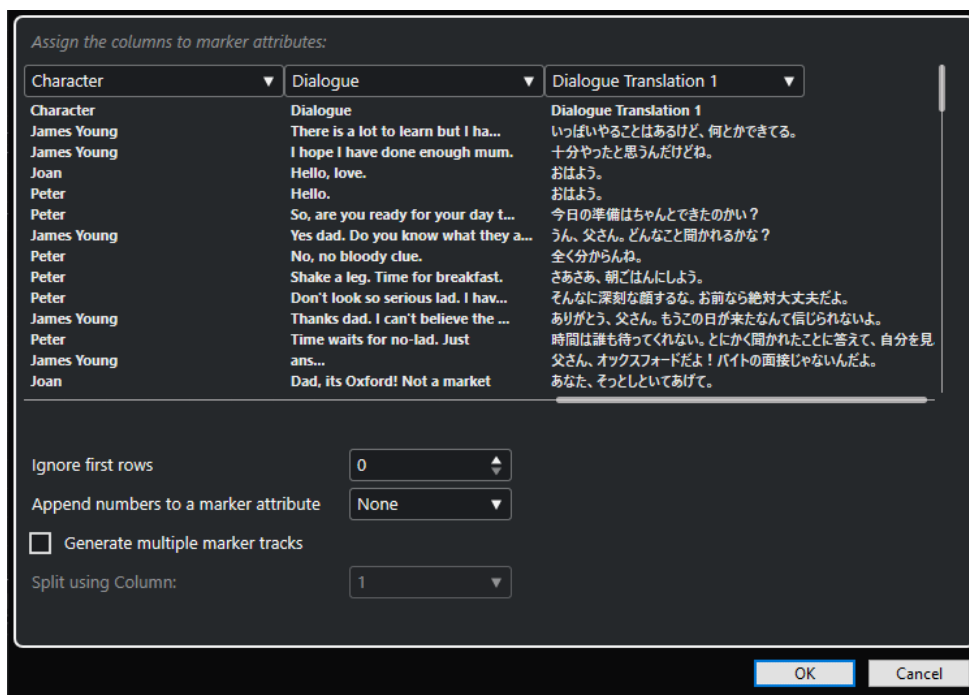 Assign the columns to marker attributes:
Character Dialogue Dialogue Translation 1
Character Dialogue Dialogue Translation 1
James Young There is a lot to learn but I ha... いっぱいやることはあるけど、何とかできてる。
James Young I hope I have done enough mum. 十分やったと思うんだけどね。
Joan Hello, love. おはよう。
Peter Hello. おはよう。
Peter So, are you ready for your day t... 今日の準備はちゃんとできたのかい？
James Young Yes dad. Do you know what they a... うん、父さん。どんなこと聞かれるかな？
Peter No, no bloody clue. 全く分からんね。
Peter Shake a leg. Time for breakfast. さあさあ、朝ごはんにしよう。
Peter Don't look so serious lad. I hav... そんなに深刻な顔するな。お前なら絶対大丈夫だよ。
James Young Thanks dad. I can't believe the ... ありがとう、父さん。もうこの日が来たなんて信じられないよ。
Peter Time waits for no-lad. Just 時間は誰も待ってくれない。とにかく聞かれたことに答えて、自分を見
James Young ans... 父さん、オックスフォードだよ！バイトの面接じゃないんだよ。
Joan Dad, its Oxford! Not a market あなた、そっとしといてあげて。
Ignore first rows 0
Append numbers to a marker attribute None
Generate multiple marker tracks
Split using Column: 1
OK Cancel